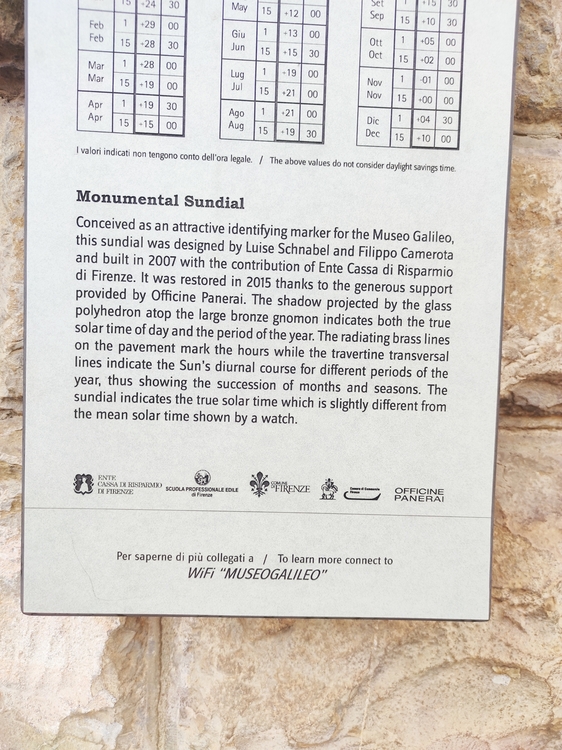 15 +24 30
Feb 1 +29 00
Feb 15 +28 30
Mar 1 +28 00
Mar 15 +19 00
Apr 1 +19 30
Apr 15 +15 00
May 15 +12 00
Giu 1 +13 00
Jun 15 +15 30
Lug 1 +19 00
Jul 15 +21 00
Ago 1 +21 00
Aug 15 +19 30
Set 1 +15 30
Sep 15 +10 30
Ott 1 +05 00
Oct 15 +02 00
Nov 1 -01 00
Nov 15 +00 00
Dic 1 +04 30
Dec 15 +10 00
I valori indicati non tengono conto dell'ora legale. / The above values do not consider daylight savings time.
Monumental Sundial
Conceived as an attractive identifying marker for the Museo Galileo,
this sundial was designed by Luise Schnabel and Filippo Camerota
and built in 2007 with the contribution of Ente Cassa di Risparmio
di Firenze. It was restored in 2015 thanks to the generous support
provided by Officine Panerai. The shadow projected by the glass
polyhedron atop the large bronze gnomon indicates both the true
solar time of day and the period of the year. The radiating brass lines
on the pavement mark the hours while the travertine transversal
lines indicate the Sun's diurnal course for different periods of the
year, thus showing the succession of months and seasons. The
sundial indicates the true solar time which is slightly different from
the mean solar time shown by a watch.
ENTE
CASSA DI RISPARMIO
DI FIRENZE
SCUOLA PROFESSIONALE EDILE
di Firenze
COMUNE
DI FIRENZE
Camera di Commercio
Firenze
OFFICINE
PANERAI
Per saperne di più collegati a / To learn more connect to
WiFi "MUSEOGALILEO"